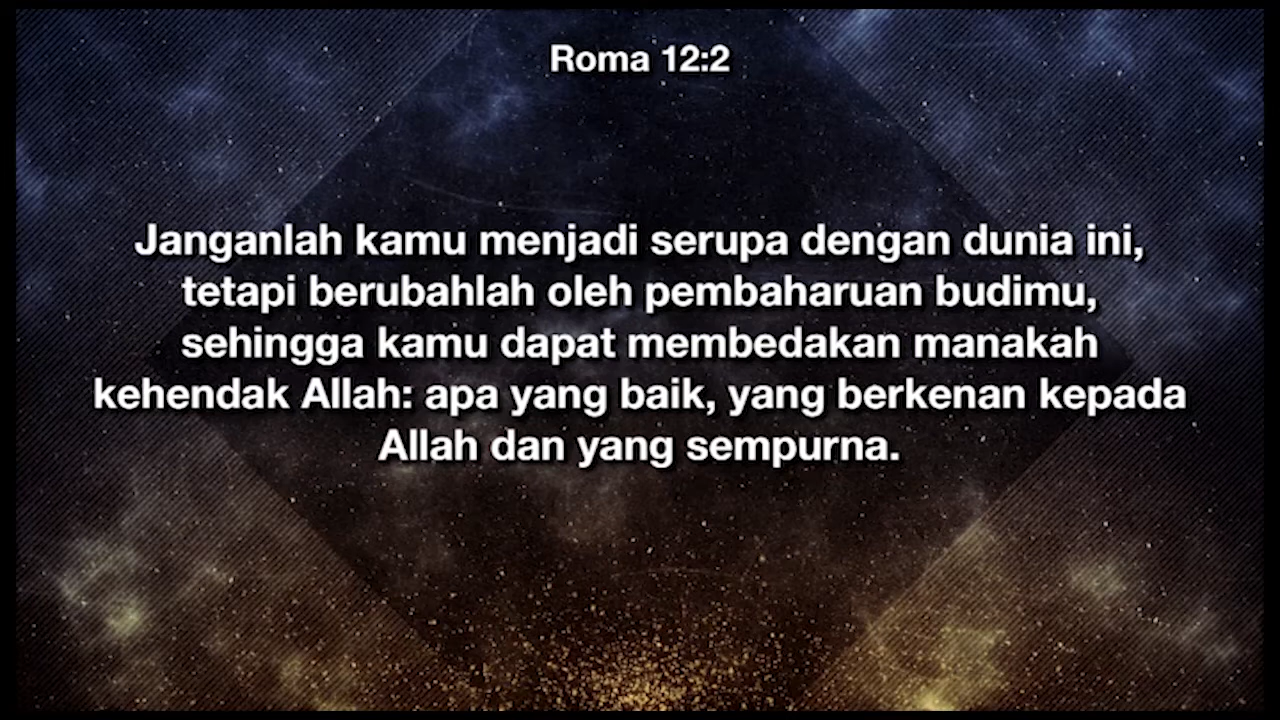 Roma 12:2
Janganlah kamu menjadi serupa dengan dunia ini,
tetapi berubahlah oleh pembaharuan budimu,
sehingga kamu dapat membedakan manakah
kehendak Allah: apa yang baik, yang berkenan kepada
Allah dan yang sempurna.